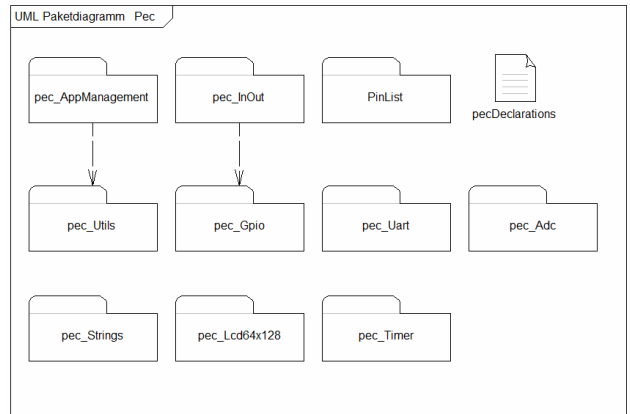 UML Paketdiagramm Pec
pec_AppManagement
pec_InOut
PinList
pecDeclarations
pec_Utils
pec_Gpio
pec_Uart
pec_Adc
pec_Strings
pec_Lcd64x128
pec_Timer